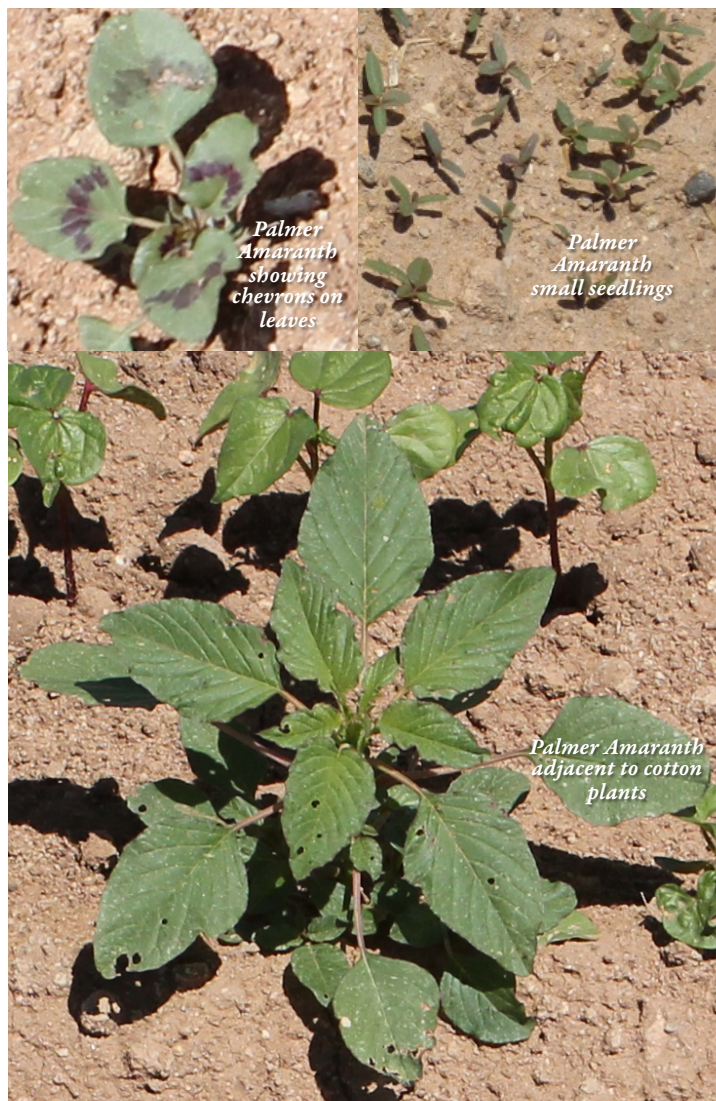 Palmer
Amaranth
showing
chevrons on
leaves
Palmer
Amaranth
small seedlings
Palmer Amaranth
adjacent to cotton
plants